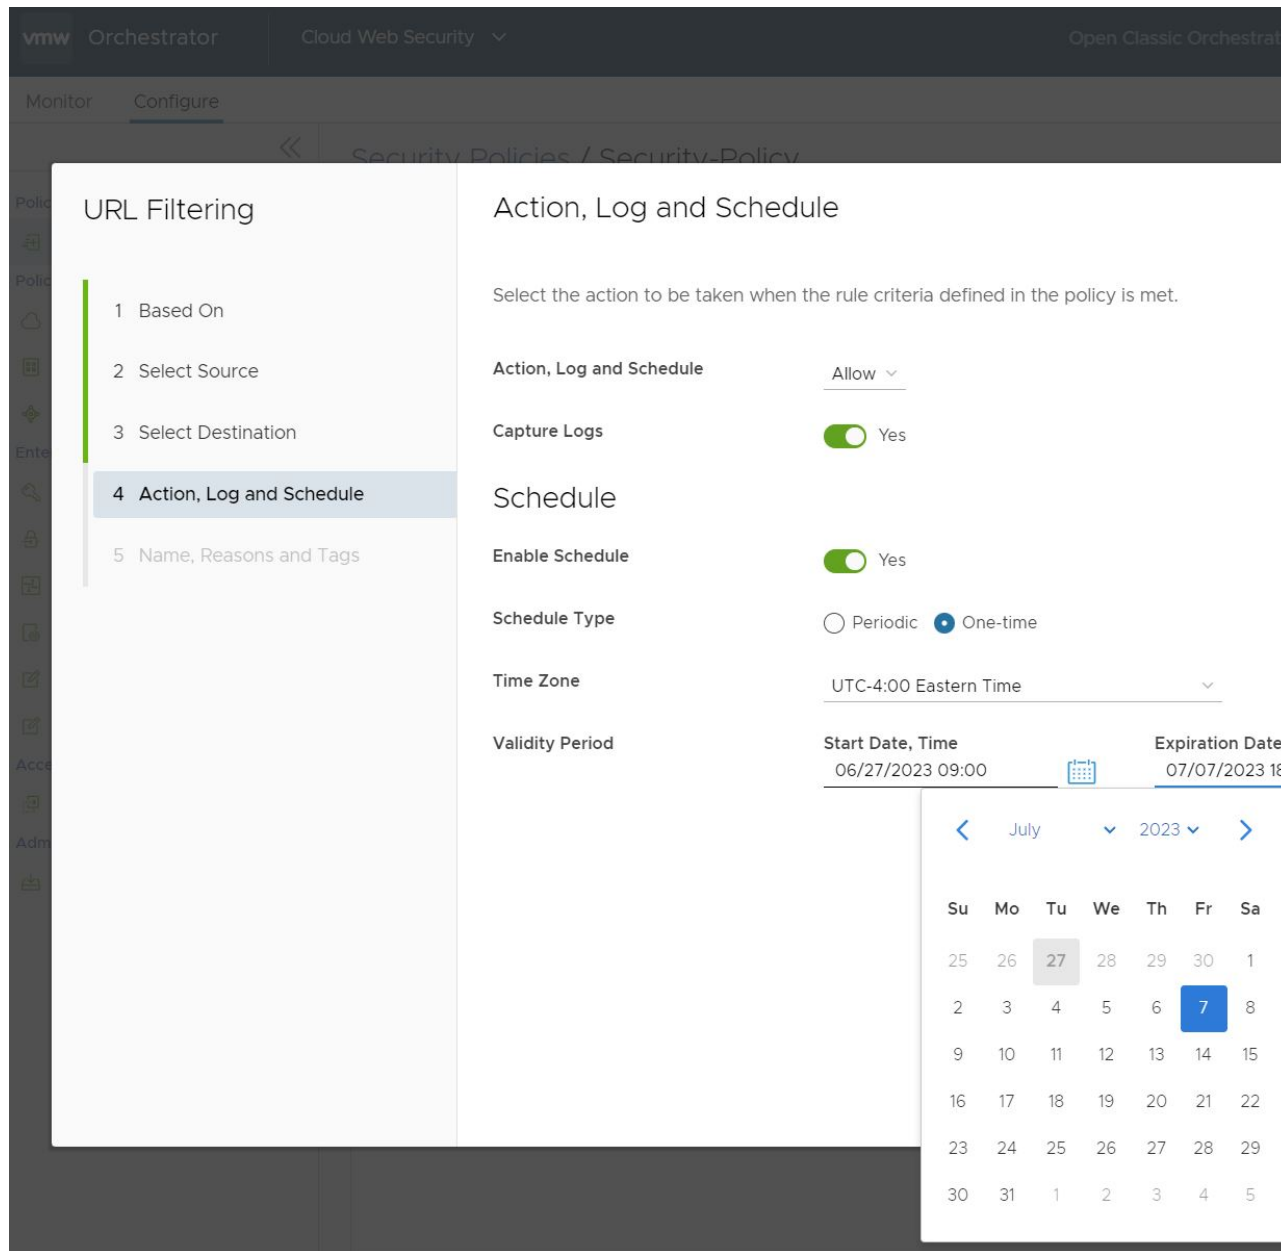 vmw Orchestrator Cloud Web Security Open Classic Orchestrat
Monitor Configure
Security Policies / Security-Policy
Polic
Polic
Ente
Acce
Adm
URL Filtering
1 Based On
2 Select Source
3 Select Destination
4 Action, Log and Schedule
5 Name, Reasons and Tags
Action, Log and Schedule
Select the action to be taken when the rule criteria defined in the policy is met.
Action, Log and Schedule Allow
Capture Logs Yes
Schedule
Enable Schedule Yes
Schedule Type Periodic One-time
Time Zone UTC-4:00 Eastern Time
Validity Period Start Date, Time Expiration Date
06/27/2023 09:00 07/07/2023 18
July 2023
Su Mo Tu We Th Fr Sa
25 26 27 28 29 30 1
2 3 4 5 6 7 8
9 10 11 12 13 14 15
16 17 18 19 20 21 22
23 24 25 26 27 28 29
30 31 1 2 3 4 5